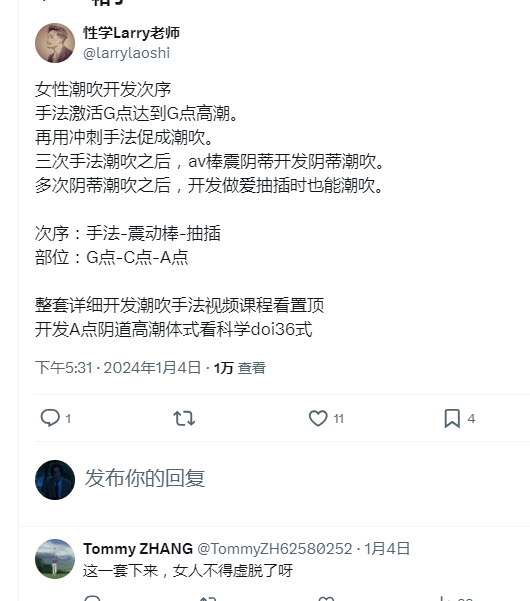 性学Larry老师
@larrylaoshi
女性潮吹开发次序
手法激活G点达到G点高潮。
再用冲刺手法促成潮吹。
三次手法潮吹之后，av棒震阴蒂开发阴蒂潮吹。
多次阴蒂潮吹之后，开发做爱抽插时也能潮吹。
次序：手法-震动棒-抽插
部位：G点-C点-A点
整套详细开发潮吹手法视频课程看置顶
开发A点阴道高潮体式看科学doi36式
下午5:31 · 2024年1月4日 · 1万 查看
1 11 4
发布你的回复
Tommy ZHANG @TommyZH62580252 · 1月4日
这一套下来，女人不得虚脱了呀